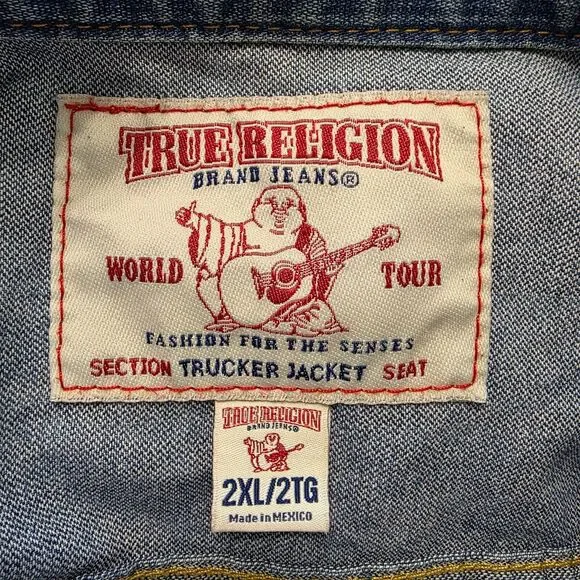 TRUE RELIGION
BRAND JEANS®
WORLD TOUR
FASHION FOR THE SENSES
SECTION TRUCKER JACKET SEAT
TRUE RELIGION
BRAND JEANS®
2XL/2TG
Made in MEXICO